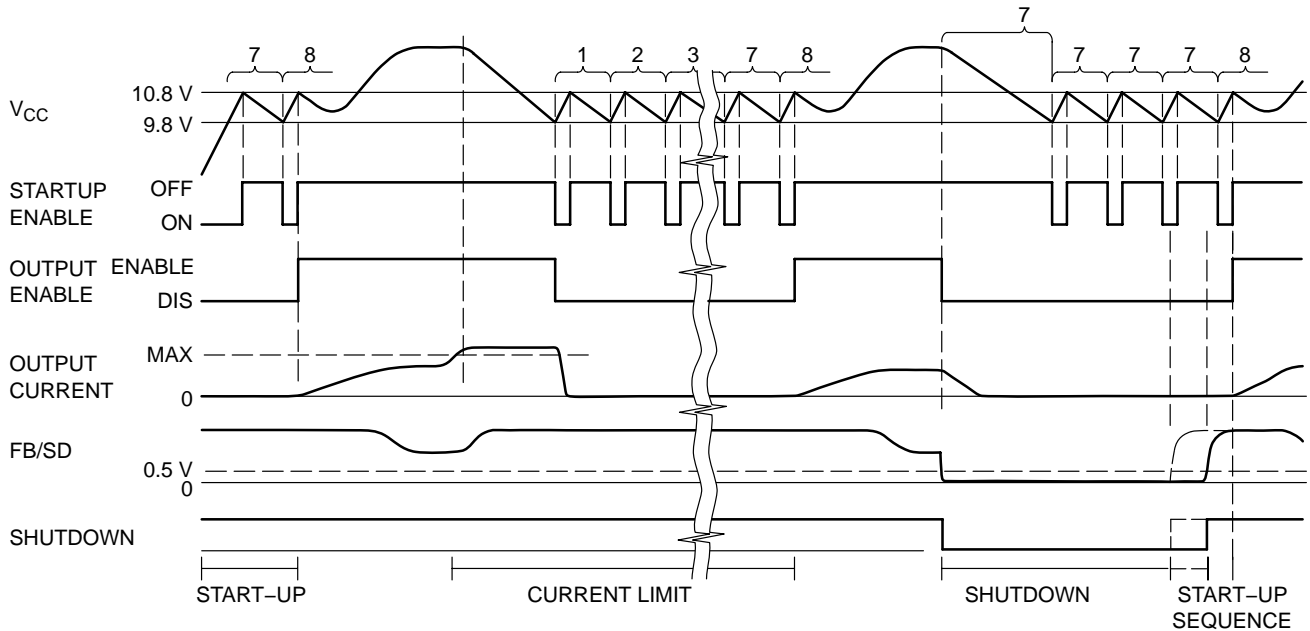 7
7 8 1 2 3 7 8 7 7 7 8
V_CC 10.8 V
9.8 V
STARTUP ENABLE OFF
ON
OUTPUT ENABLE ENABLE
DIS
OUTPUT CURRENT MAX
0
FB/SD
0.5 V
0
SHUTDOWN
START–UP CURRENT LIMIT SHUTDOWN START–UP SEQUENCE